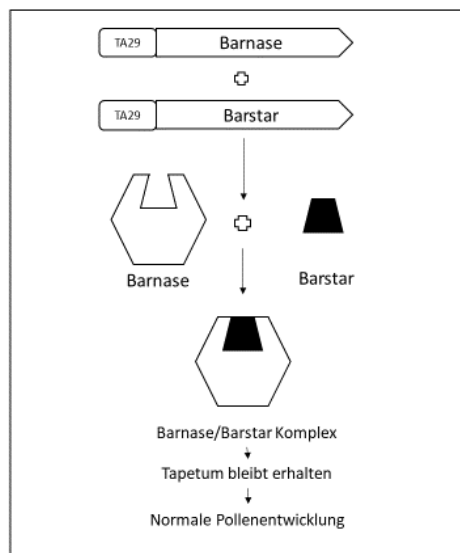 TA29 Barnase
TA29 Barstar
Barnase
Barstar
Barnase/Barstar Komplex
Tapetum bleibt erhalten
Normale Pollenentwicklung